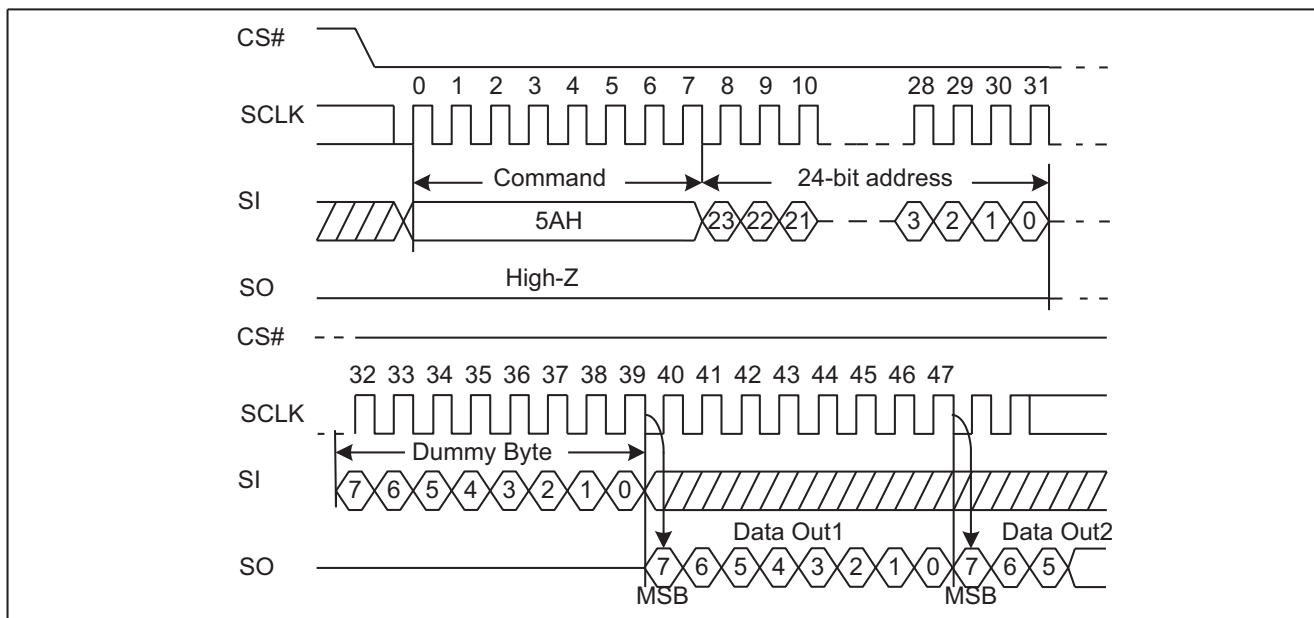 CS#
0 1 2 3 4 5 6 7 8 9 10 28 29 30 31
SCLK
Command 24-bit address
SI
5AH 23 22 21 3 2 1 0
High-Z
SO
CS#
32 33 34 35 36 37 38 39 40 41 42 43 44 45 46 47
SCLK
Dummy Byte
SI
7 6 5 4 3 2 1 0
Data Out1 Data Out2
SO
7 6 5 4 3 2 1 0 7 6 5
MSB MSB